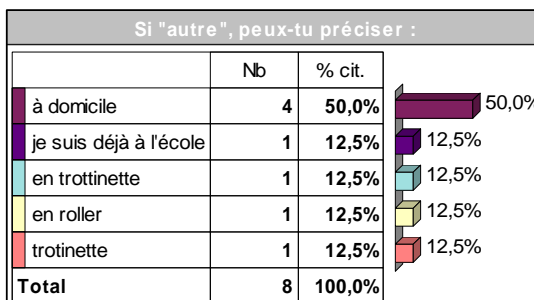 Si "autre", peux-tu préciser :
Nb % cit.
à domicile 4 50,0% 50,0%
je suis déjà à l'école 1 12,5% 12,5%
en trottinette 1 12,5% 12,5%
en roller 1 12,5% 12,5%
trotinette 1 12,5% 12,5%
Total 8 100,0%